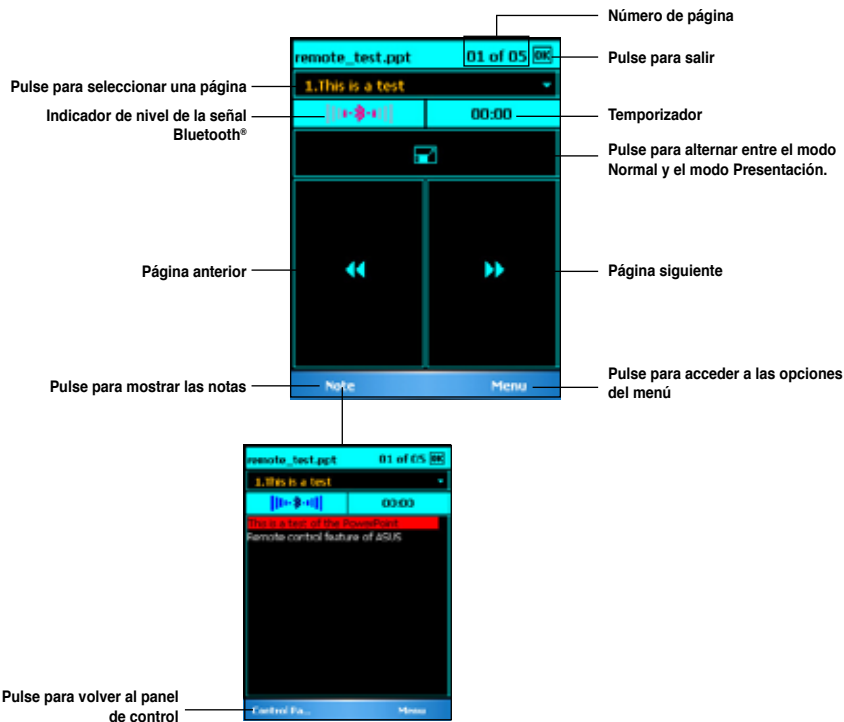 Número de página
remote_test.ppt 01 of 05 OK
Pulse para salir
Pulse para seleccionar una página
1.This is a test
Indicador de nivel de la señal
Bluetooth®
00:00
Temporizador
Pulse para alternar entre el modo
Normal y el modo Presentación.
Página anterior
Página siguiente
Pulse para mostrar las notas
Note Menu
Pulse para acceder a las opciones
del menú
remote_test.ppt 01 of 05 OK
1.This is a test
00:00
This is a test of the PowerPoint
Remote control feature of ASUS
Pulse para volver al panel
de control
Control Pa... Menu